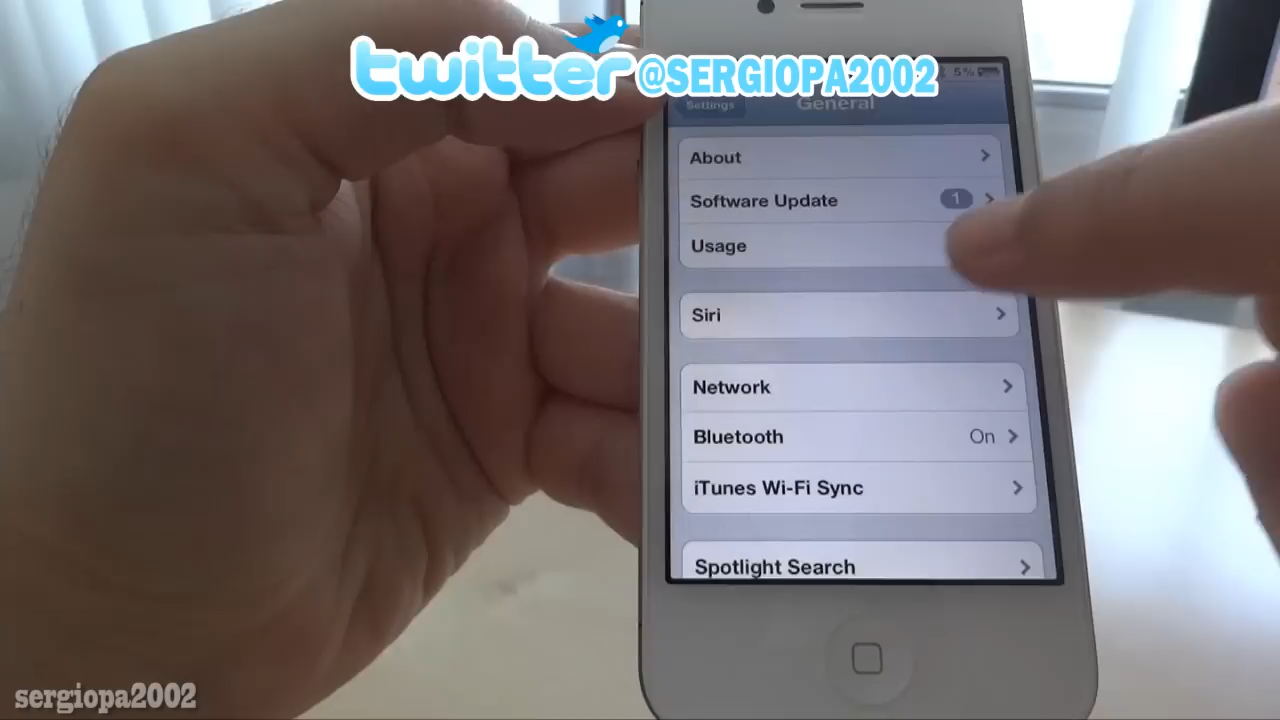 twitter @SERGIOPA2002
5%
Settings
General
About
Software Update 1
Usage
Siri
Network
Bluetooth On
iTunes Wi-Fi Sync
Spotlight Search
sergiopa2002